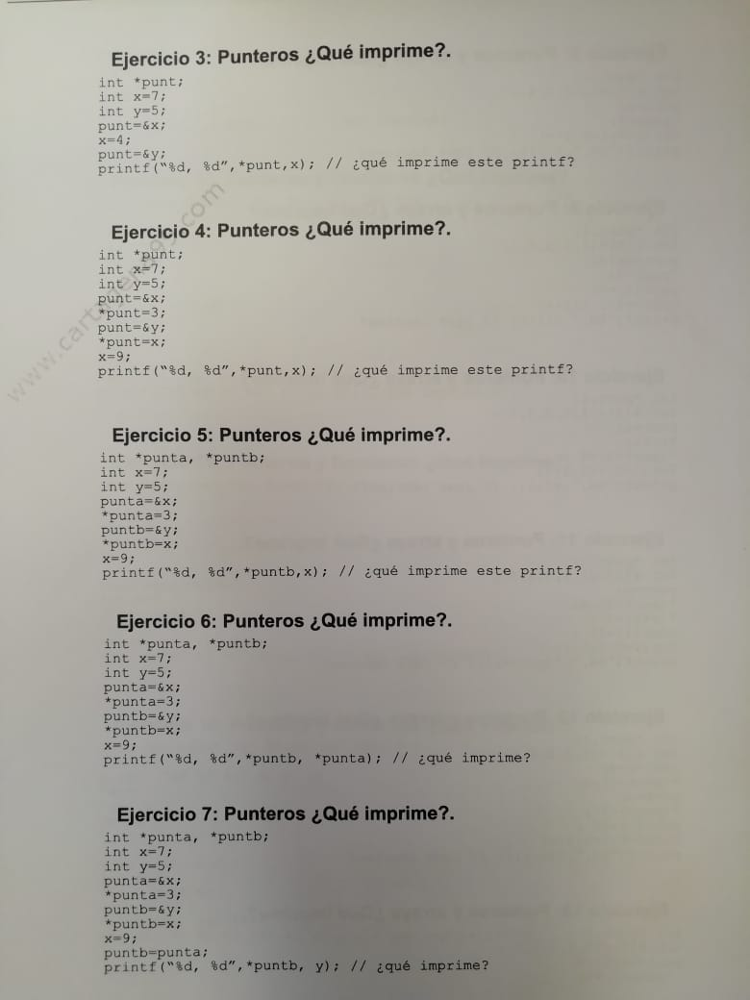 Ejercicio 3: Punteros ¿Qué imprime?.
int *punt;
int x=7;
int y=5;
punt=&x;
x=4;
punt=&y;
printf(“%d, %d”,*punt,x); // ¿qué imprime este printf?
Ejercicio 4: Punteros ¿Qué imprime?.
int *punt;
int x=7;
int y=5;
punt=&x;
*punt=3;
punt=&y;
*punt=x;
x=9;
printf(“%d, %d”,*punt,x); // ¿qué imprime este printf?
Ejercicio 5: Punteros ¿Qué imprime?.
int *punta, *puntb;
int x=7;
int y=5;
punta=&x;
*punta=3;
puntb=&y;
*puntb=x;
x=9;
printf(“%d, %d”,*puntb,x); // ¿qué imprime este printf?
Ejercicio 6: Punteros ¿Qué imprime?.
int *punta, *puntb;
int x=7;
int y=5;
punta=&x;
*punta=3;
puntb=&y;
*puntb=x;
x=9;
printf(“%d, %d”,*puntb, *punta); // ¿qué imprime?
Ejercicio 7: Punteros ¿Qué imprime?.
int *punta, *puntb;
int x=7;
int y=5;
punta=&x;
*punta=3;
puntb=&y;
*puntb=x;
x=9;
puntb=punta;
printf(“%d, %d”,*puntb, y); // ¿qué imprime?